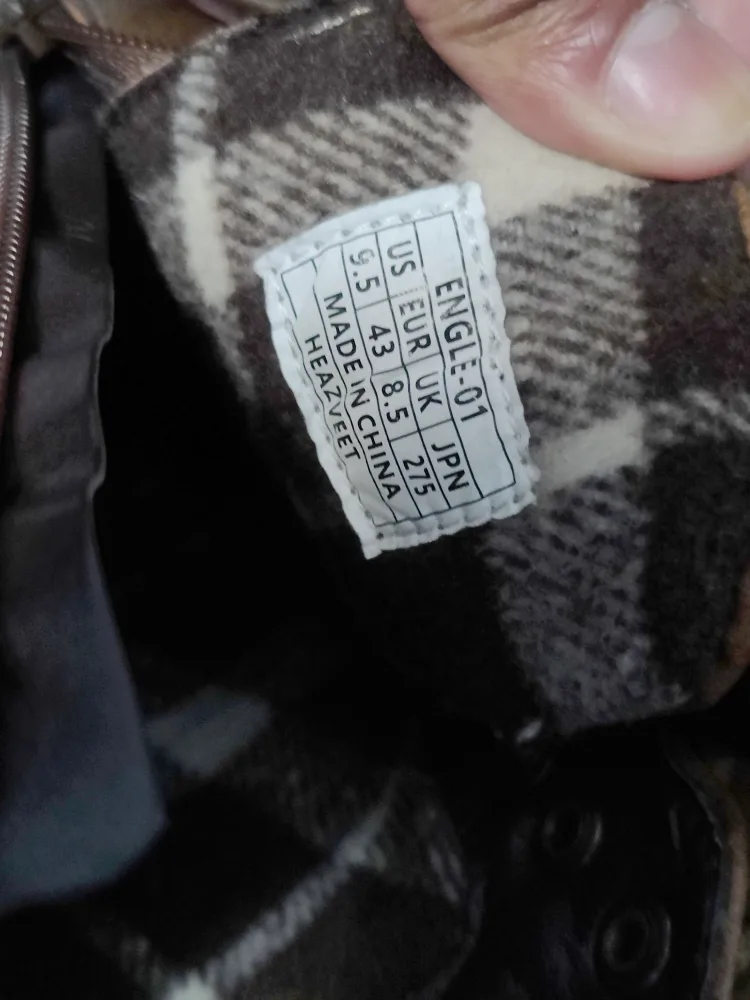 ENGLE-01
US EUR UK JPN
9.5 43 8.5 275
MADE IN CHINA
HEAZVEET